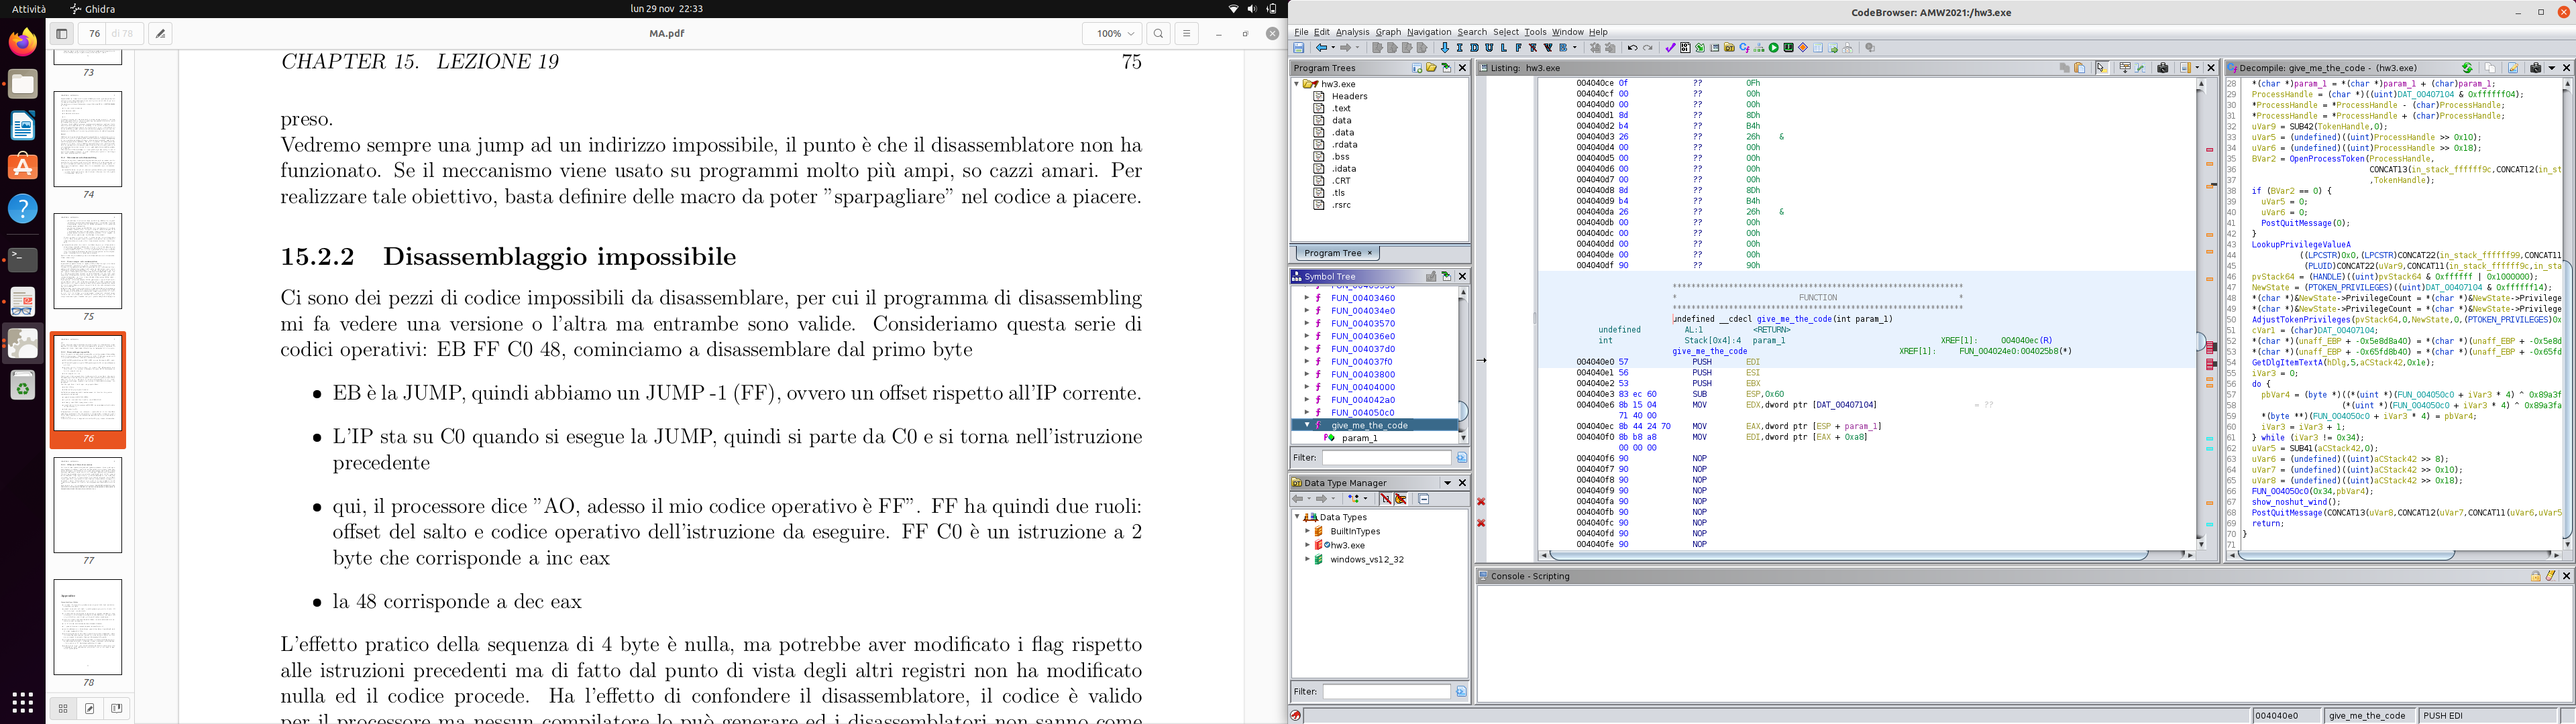 Attività
Ghidra
lun 29 nov 22:33
76 di 78
MA.pdf
100%
73
74
75
76
77
78
CHAPTER 15. LEZIONE 19 75
preso.
Vedremo sempre una jump ad un indirizzo impossibile, il punto è che il disassemblatore non ha
funzionato. Se il meccanismo viene usato su programmi molto più ampi, so cazzi amari. Per
realizzare tale obiettivo, basta definire delle macro da poter "sparpagliare" nel codice a piacere.
15.2.2 Disassemblaggio impossibile
Ci sono dei pezzi di codice impossibili da disassemblare, per cui il programma di disassembling
mi fa vedere una versione o l'altra ma entrambe sono valide. Consideriamo questa serie di
codici operativi: EB FF C0 48, cominciamo a disassemblare dal primo byte
• EB è la JUMP, quindi abbiamo un JUMP -1 (FF), ovvero un offset rispetto all'IP corrente.
• L'IP sta su C0 quando si esegue la JUMP, quindi si parte da C0 e si torna nell'istruzione
precedente
• qui, il processore dice "AO, adesso il mio codice operativo è FF". FF ha quindi due ruoli:
offset del salto e codice operativo dell'istruzione da eseguire. FF C0 è un istruzione a 2
byte che corrisponde a inc eax
• la 48 corrisponde a dec eax
L'effetto pratico della sequenza di 4 byte è nulla, ma potrebbe aver modificato i flag rispetto
alle istruzioni precedenti ma di fatto dal punto di vista degli altri registri non ha modificato
nulla ed il codice procede. Ha l'effetto di confondere il disassemblatore, il codice è valido
per il processore ma nessun compilatore lo può generare ed i disassemblatori non sanno come
CodeBrowser: AMW2021:/hw3.exe
File Edit Analysis Graph Navigation Search Select Tools Window Help
Program Trees
hw3.exe
Headers
.text
data
.data
.rdata
.bss
.idata
.CRT
.tls
.rsrc
Program Tree ×
Symbol Tree
FUN_00403460
FUN_004034e0
FUN_00403570
FUN_004036e0
FUN_004037d0
FUN_004037f0
FUN_00403800
FUN_00404000
FUN_004042a0
FUN_004050c0
give_me_the_code
param_1
Filter:
Data Type Manager
Data Types
BuiltInTypes
hw3.exe
windows_vs12_32
Filter:
Listing: hw3.exe
004040ce 0f ?? 0Fh
004040cf 00 ?? 00h
004040d0 00 ?? 00h
004040d1 8d ?? 8Dh
004040d2 b4 ?? B4h
004040d3 26 ?? 26h &
004040d4 00 ?? 00h
004040d5 00 ?? 00h
004040d6 00 ?? 00h
004040d7 00 ?? 00h
004040d8 8d ?? 8Dh
004040d9 b4 ?? B4h
004040da 26 ?? 26h &
004040db 00 ?? 00h
004040dc 00 ?? 00h
004040dd 00 ?? 00h
004040de 00 ?? 00h
004040df 90 ?? 90h
************************************************************
* FUNCTION *
************************************************************
undefined __cdecl give_me_the_code(int param_1)
undefined AL:1 <RETURN>
int Stack[0x4]:4 param_1 XREF[1]: 004040ec(R)
give_me_the_code XREF[1]: FUN_004024e0:004025b8(*)
004040e0 57 PUSH EDI
004040e1 56 PUSH ESI
004040e2 53 PUSH EBX
004040e3 83 ec 60 SUB ESP,0x60
004040e6 8b 15 04 MOV EDX,dword ptr [DAT_00407104] = ??
71 40 00
004040ec 8b 44 24 70 MOV EAX,dword ptr [ESP + param_1]
004040f0 8b b8 a8 MOV EDI,dword ptr [EAX + 0xa8]
00 00 00
004040f6 90 NOP
004040f7 90 NOP
004040f8 90 NOP
004040f9 90 NOP
004040fa 90 NOP
004040fb 90 NOP
004040fc 90 NOP
004040fd 90 NOP
004040fe 90 NOP
Decompile: give_me_the_code - (hw3.exe)
28 *(char *)param_1 = *(char *)param_1 + (char)param_1;
29 ProcessHandle = (char *)((uint)DAT_00407104 & 0xffffff04);
30 *ProcessHandle = *ProcessHandle - (char)ProcessHandle;
31 *ProcessHandle = *ProcessHandle + (char)ProcessHandle;
32 uVar9 = SUB42(TokenHandle,0);
33 uVar5 = (undefined)((uint)ProcessHandle >> 0x10);
34 uVar6 = (undefined)((uint)ProcessHandle >> 0x18);
35 BVar2 = OpenProcessToken(ProcessHandle,
36 CONCAT13(in_stack_ffffff9c,CONCAT12(in_st
37 ,TokenHandle);
38 if (BVar2 == 0) {
39 uVar5 = 0;
40 uVar6 = 0;
41 PostQuitMessage(0);
42 }
43 LookupPrivilegeValueA
44 ((LPCSTR)0x0,(LPCSTR)CONCAT22(in_stack_ffffff99,CONCAT11
45 (PLUID)CONCAT22(uVar9,CONCAT11(in_stack_ffffff9c,in_sta
46 pvStack64 = (HANDLE)((uint)pvStack64 & 0xffffff | 0x1000000);
47 NewState = (PTOKEN_PRIVILEGES)((uint)DAT_00407104 & 0xffffff14);
48 *(char *)&NewState->PrivilegeCount = *(char *)&NewState->Privilege
49 *(char *)&NewState->PrivilegeCount = *(char *)&NewState->Privilege
50 AdjustTokenPrivileges(pvStack64,0,NewState,0,(PTOKEN_PRIVILEGES)0x
51 cVar1 = (char)DAT_00407104;
52 *(char *)(unaff_EBP + -0x5e8d8a40) = *(char *)(unaff_EBP + -0x5e8d
53 *(char *)(unaff_EBP + -0x65fd8b40) = *(char *)(unaff_EBP + -0x65fd
54 GetDlgItemTextA(hDlg,5,aCStack42,0x1e);
55 iVar3 = 0;
56 do {
57 pbVar4 = (byte *)((*(uint *)(FUN_004050c0 + iVar3 * 4) ^ 0x89a3f
58 (*(uint *)(FUN_004050c0 + iVar3 * 4) ^ 0x89a3fa
59 *(byte **)(FUN_004050c0 + iVar3 * 4) = pbVar4;
60 iVar3 = iVar3 + 1;
61 } while (iVar3 != 0x34);
62 uVar5 = SUB41(aCStack42,0);
63 uVar6 = (undefined)((uint)aCStack42 >> 8);
64 uVar7 = (undefined)((uint)aCStack42 >> 0x10);
65 uVar8 = (undefined)((uint)aCStack42 >> 0x18);
66 FUN_004050c0(0x34,pbVar4);
67 show_noshut_wind();
68 PostQuitMessage(CONCAT13(uVar8,CONCAT12(uVar7,CONCAT11(uVar6,uVar5
69 return;
70 }
71
Console - Scripting
004040e0 give_me_the_code PUSH EDI